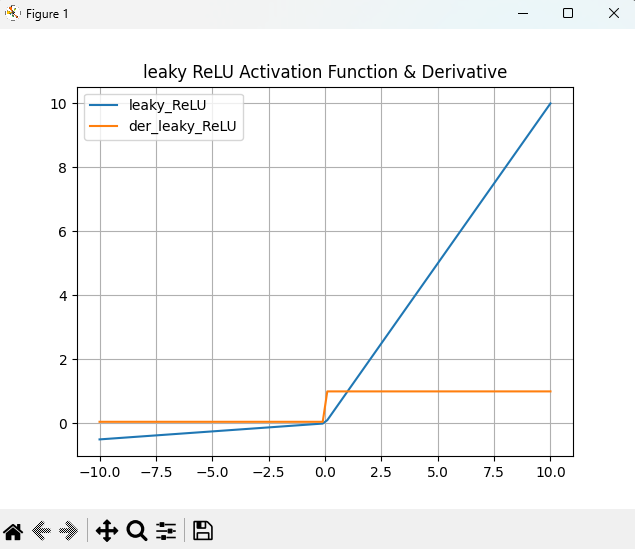 Figure 1
leaky ReLU Activation Function & Derivative
leaky_ReLU
der_leaky_ReLU
10
8
6
4
2
0
−10.0 −7.5 −5.0 −2.5 0.0 2.5 5.0 7.5 10.0